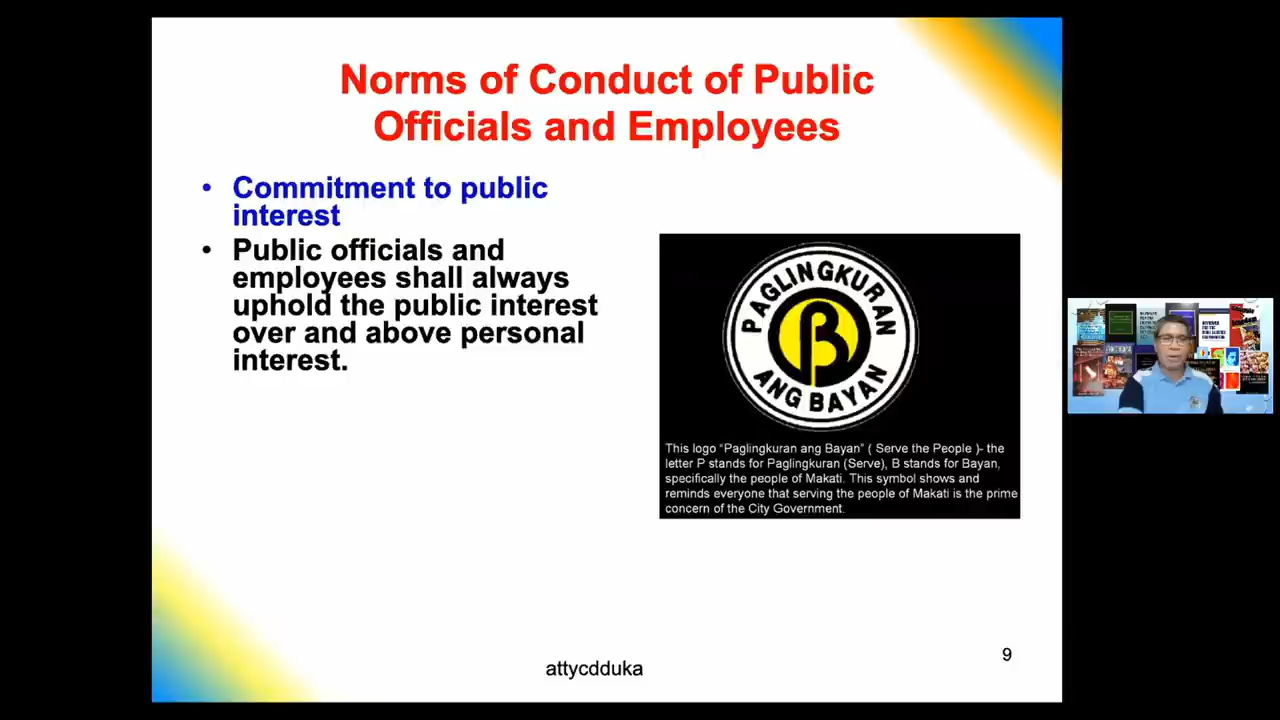 Norms of Conduct of Public
Officials and Employees
• Commitment to public
interest
• Public officials and
employees shall always
uphold the public interest
over and above personal
interest.
PAGLINGKURAN
ANG BAYAN
This logo “Paglingkuran ang Bayan” ( Serve the People )- the
letter P stands for Paglingkuran (Serve), B stands for Bayan,
specifically the people of Makati. This symbol shows and
reminds everyone that serving the people of Makati is the prime
concern of the City Government.
attycdduka
9